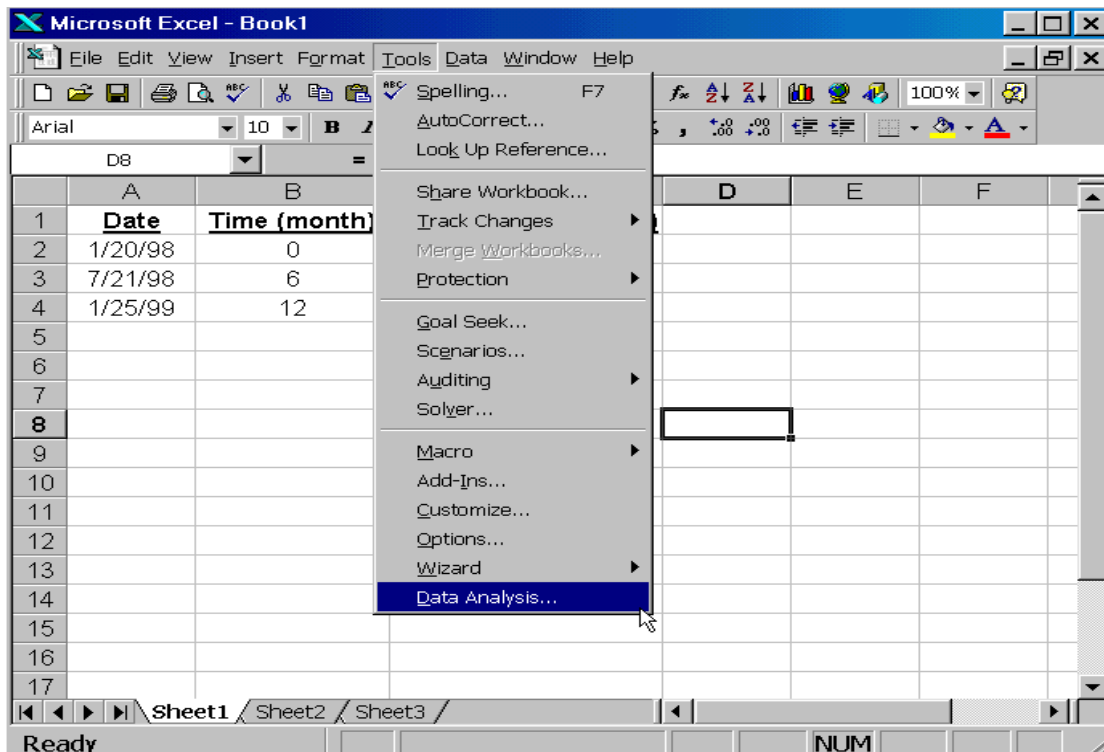 Microsoft Excel - Book1
File Edit View Insert Format Tools Data Window Help
ABC 100%
Arial 10 B I
D8 =
A B D E F
1 Date Time (month)
2 1/20/98 0
3 7/21/98 6
4 1/25/99 12
5
6
7
8
9
10
11
12
13
14
15
16
17
ABC Spelling... F7
AutoCorrect...
Look Up Reference...
Share Workbook...
Track Changes
Merge Workbooks...
Protection
Goal Seek...
Scenarios...
Auditing
Solver...
Macro
Add-Ins...
Customize...
Options...
Wizard
Data Analysis...
Sheet1 Sheet2 Sheet3
Ready NUM